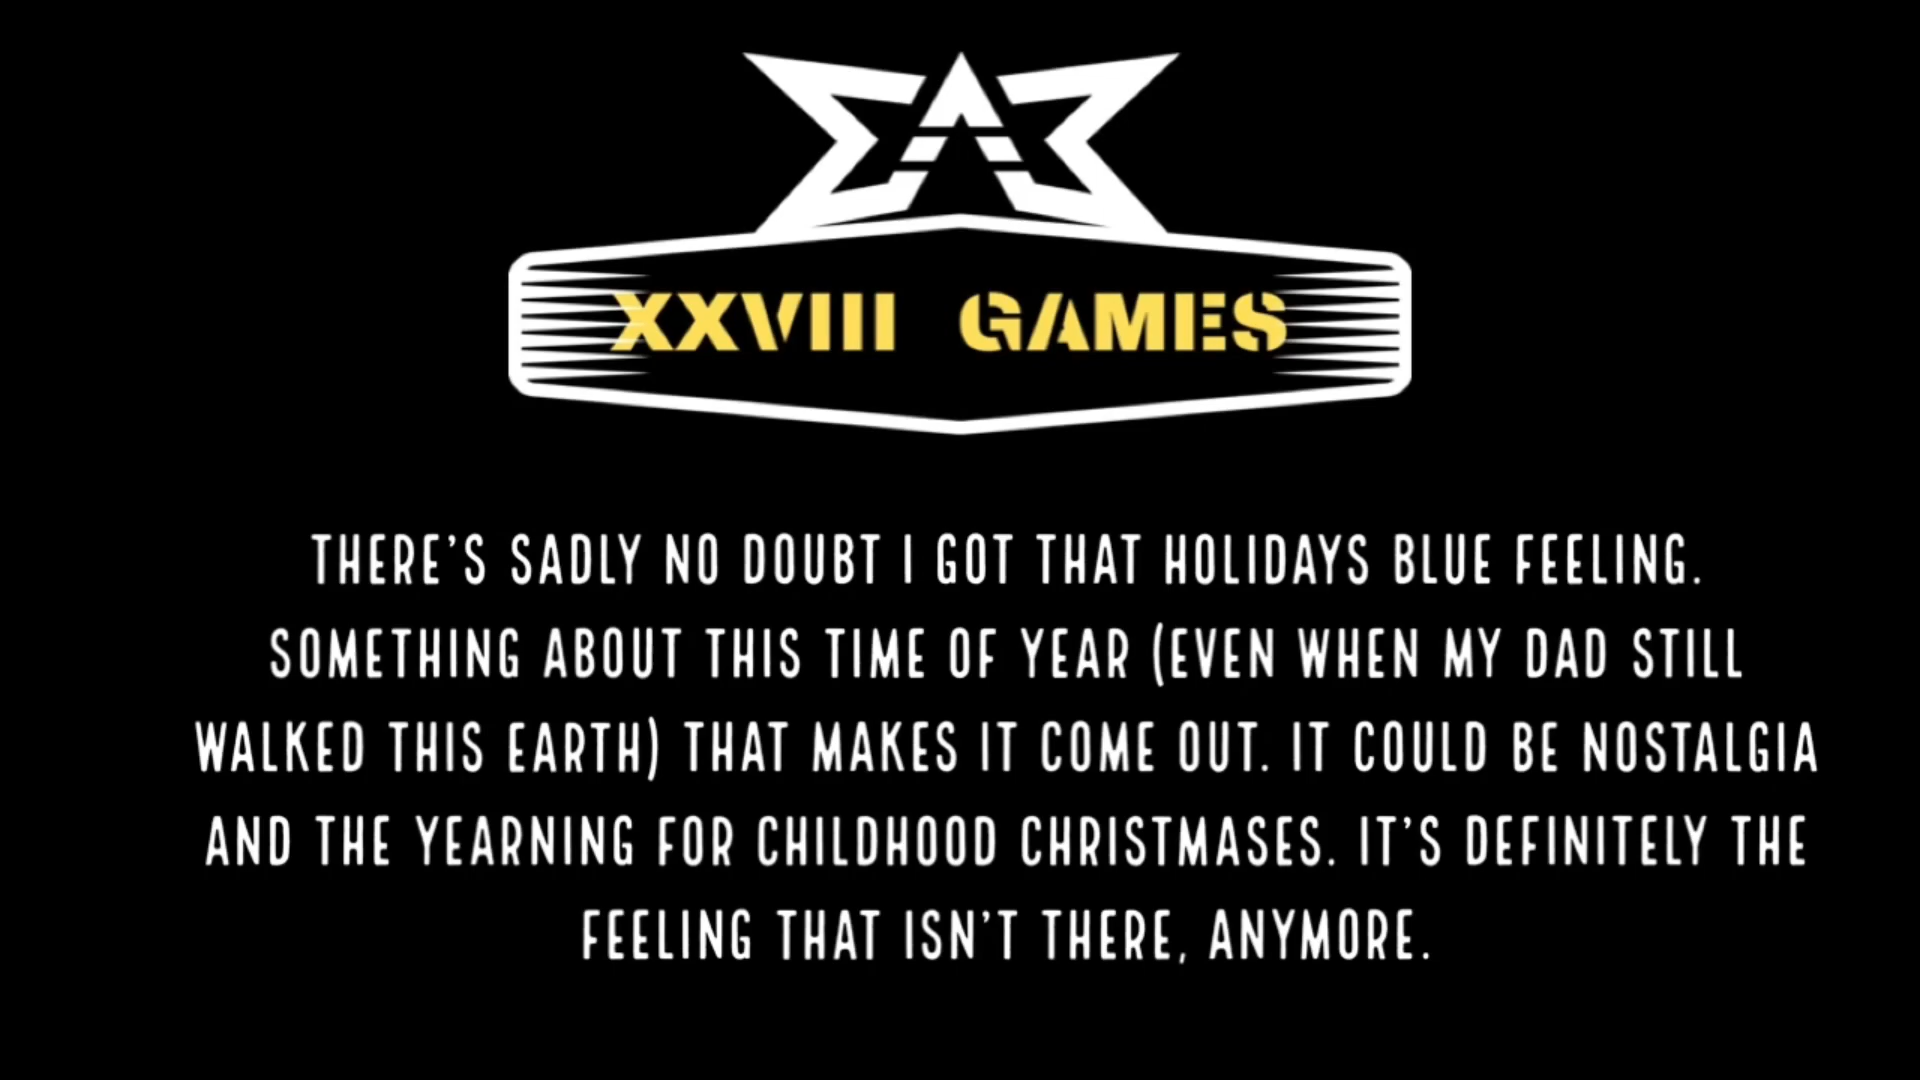 XXVIII GAMES
THERE'S SADLY NO DOUBT I GOT THAT HOLIDAYS BLUE FEELING.
SOMETHING ABOUT THIS TIME OF YEAR (EVEN WHEN MY DAD STILL
WALKED THIS EARTH) THAT MAKES IT COME OUT. IT COULD BE NOSTALGIA
AND THE YEARNING FOR CHILDHOOD CHRISTMASES. IT'S DEFINITELY THE
FEELING THAT ISN'T THERE, ANYMORE.